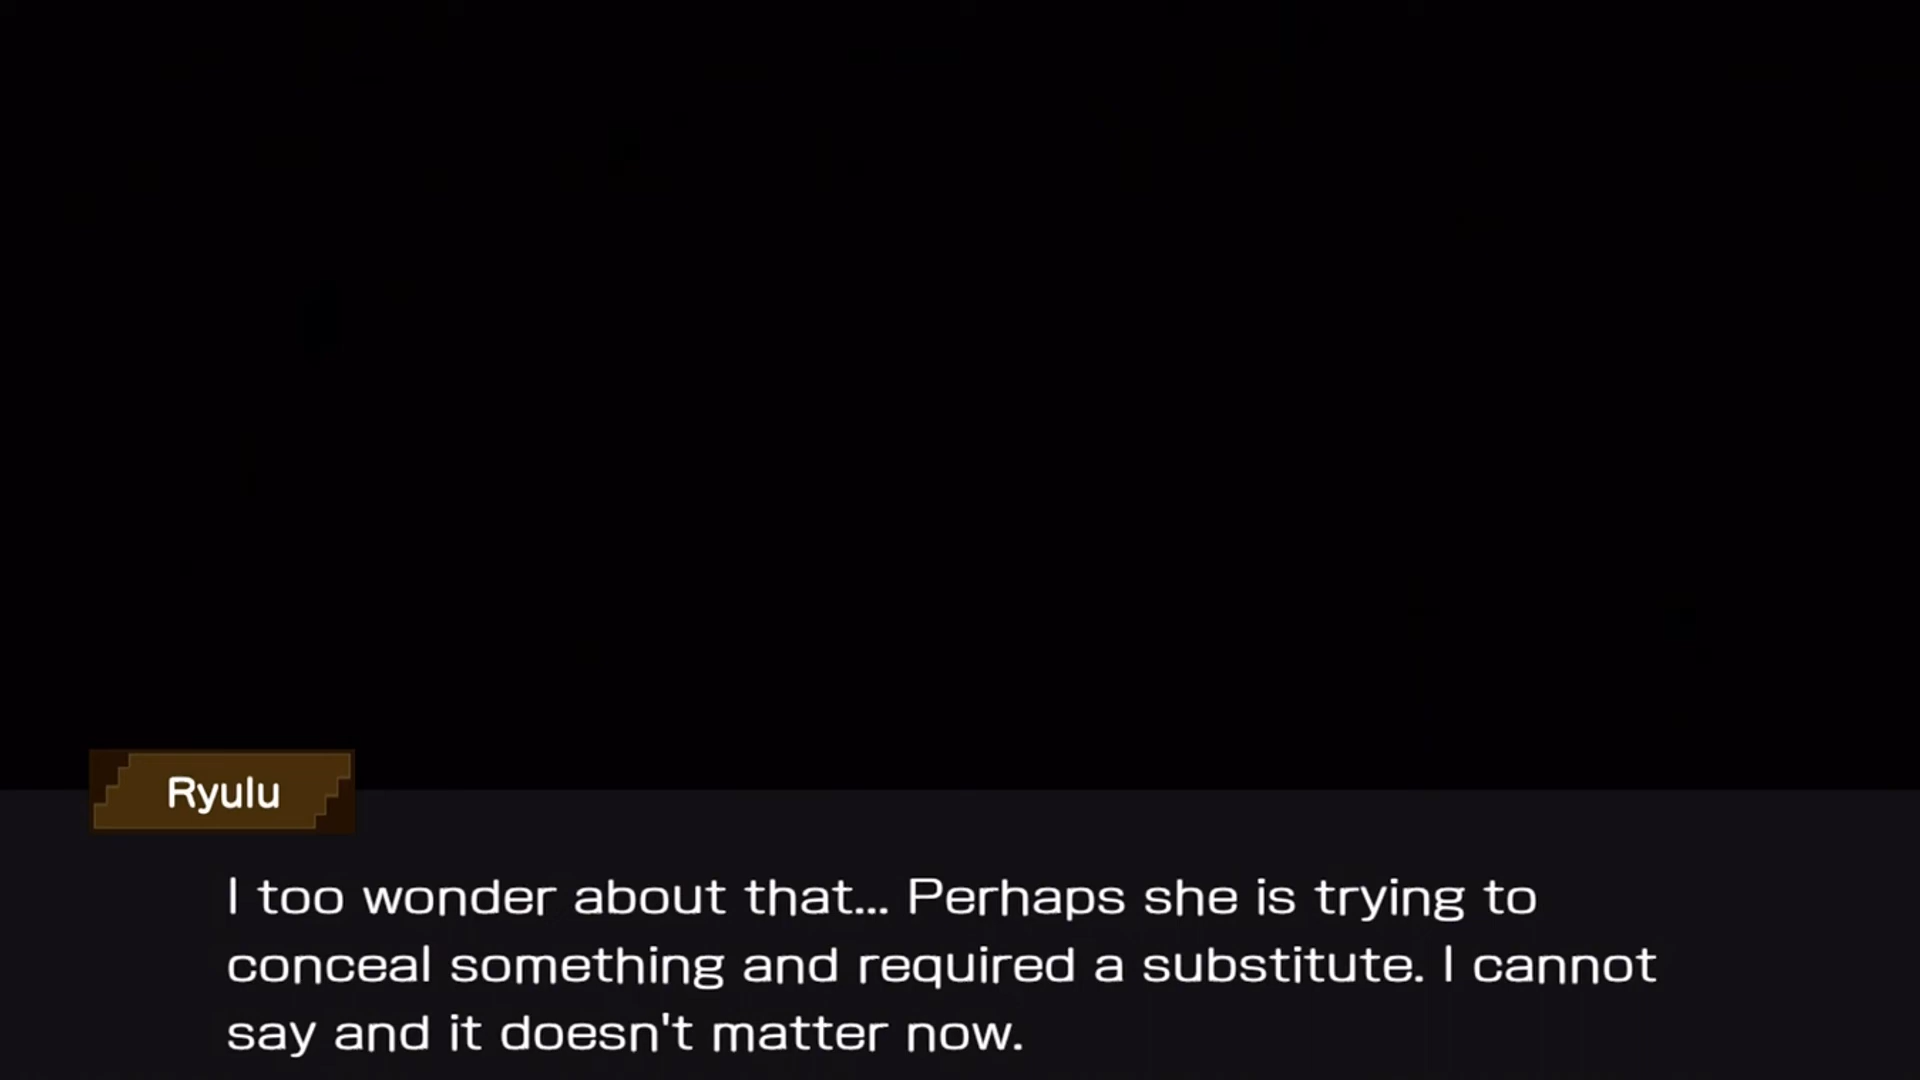 Ryulu
I too wonder about that... Perhaps she is trying to
conceal something and required a substitute. I cannot
say and it doesn't matter now.